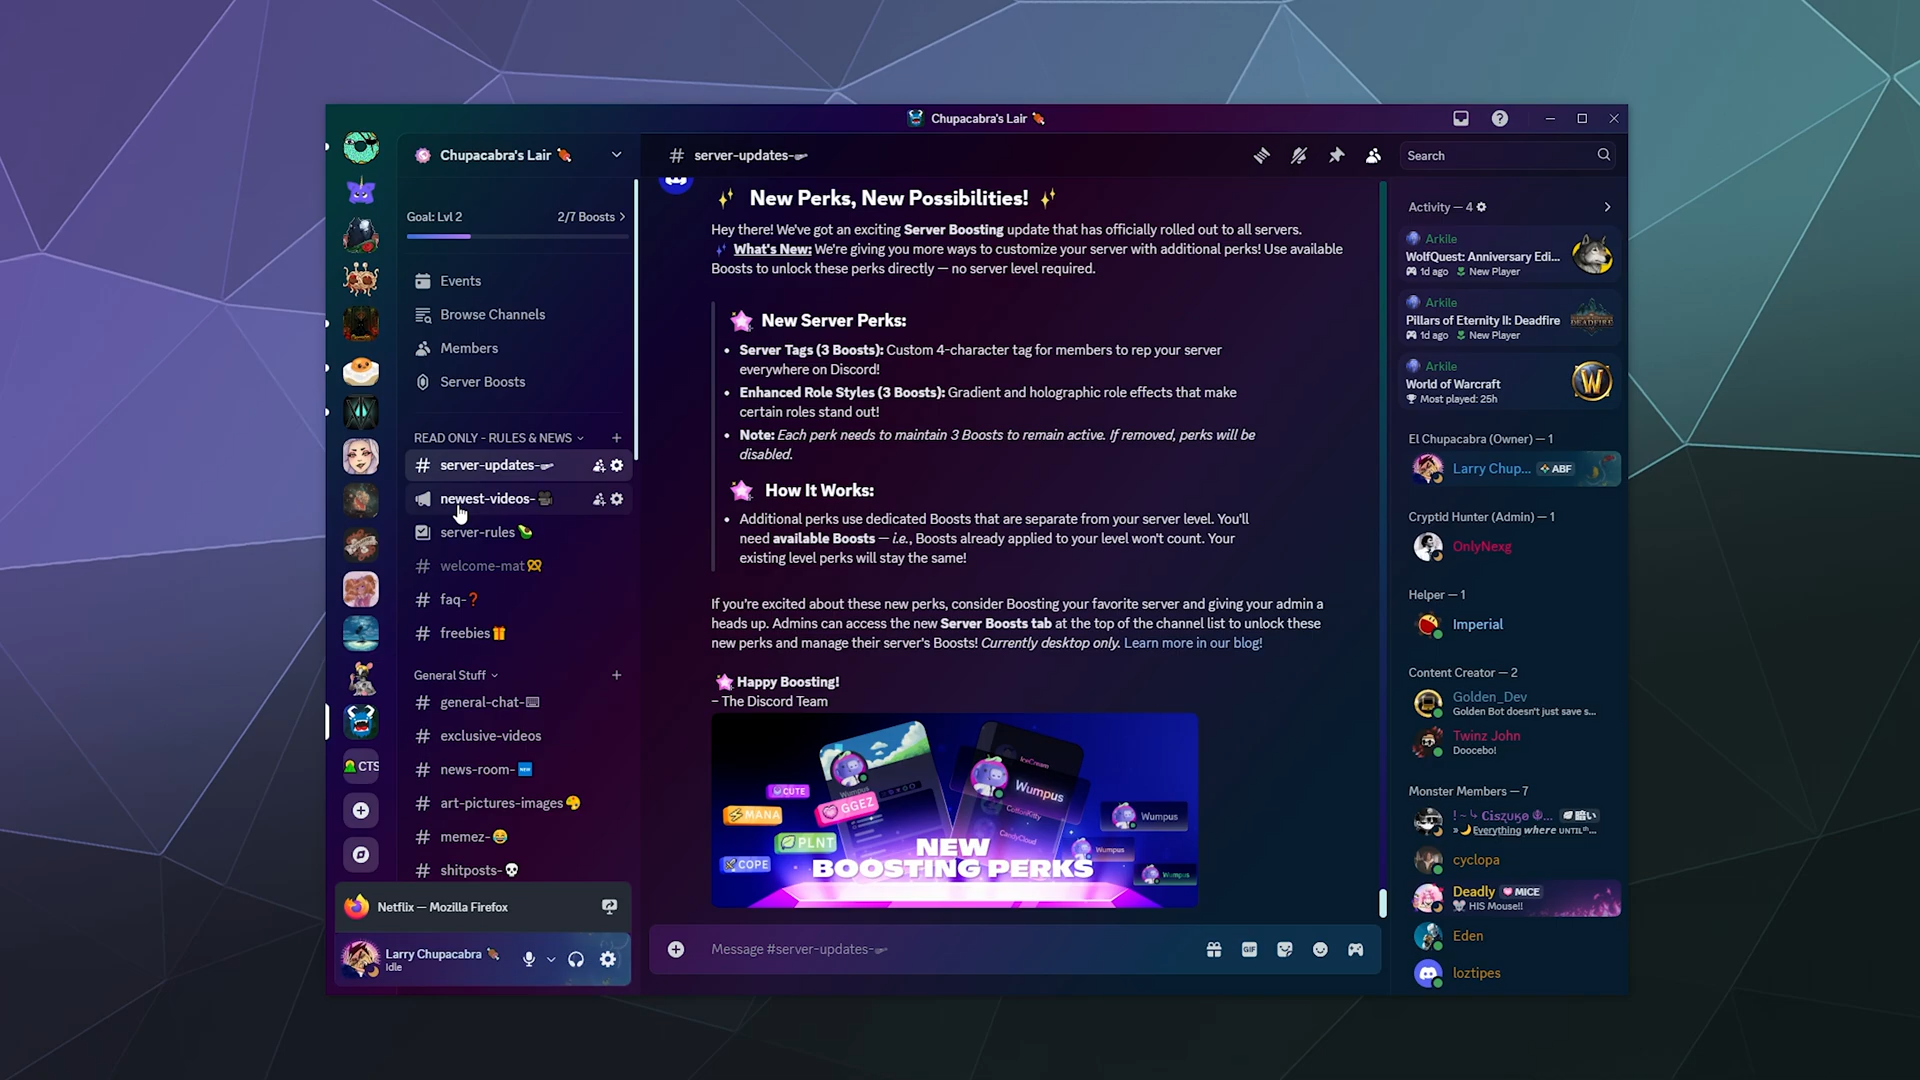 Chupacabra's Lair
Chupacabra's Lair
Goal: Lvl 2
2/7 Boosts
Events
Browse Channels
Members
Server Boosts
READ ONLY - RULES & NEWS
server-updates-
newest-videos-
server-rules
welcome-mat
faq-❓
freebies
General Stuff
general-chat-
exclusive-videos
news-room-
art-pictures-images
memez-
shitposts-
CTS
Netflix — Mozilla Firefox
Larry Chupacabra
Idle
server-updates-
New Perks, New Possibilities!
Hey there! We've got an exciting Server Boosting update that has officially rolled out to all servers.
What's New: We're giving you more ways to customize your server with additional perks! Use available
Boosts to unlock these perks directly — no server level required.
New Server Perks:
• Server Tags (3 Boosts): Custom 4-character tag for members to rep your server
everywhere on Discord!
• Enhanced Role Styles (3 Boosts): Gradient and holographic role effects that make
certain roles stand out!
• Note: Each perk needs to maintain 3 Boosts to remain active. If removed, perks will be
disabled.
How It Works:
• Additional perks use dedicated Boosts that are separate from your server level. You'll
need available Boosts — i.e., Boosts already applied to your level won't count. Your
existing level perks will stay the same!
If you're excited about these new perks, consider Boosting your favorite server and giving your admin a
heads up. Admins can access the new Server Boosts tab at the top of the channel list to unlock these
new perks and manage their server's Boosts! Currently desktop only. Learn more in our blog!
Happy Boosting!
– The Discord Team
CUTE
MANA
GGEZ
PLNT
COPE
Wumpus
IceCream
Wumpus
CottonKitty
CandyCloud
Wumpus
Wumpus
Wumpus
NEW
BOOSTING PERKS
Message #server-updates-
GIF
Search
Activity — 4
Arkile
WolfQuest: Anniversary Edi...
1d ago New Player
Arkile
Pillars of Eternity II: Deadfire
1d ago New Player
DEADFIRE
Arkile
World of Warcraft
Most played: 25h
El Chupacabra (Owner) — 1
Larry Chup... ABF
Cryptid Hunter (Admin) — 1
OnlyNexg
Helper — 1
Imperial
Content Creator — 2
Golden_Dev
Golden Bot doesn't just save s...
Twinz John
Doocebo!
Monster Members — 7
暗い
Everything where UNTIL
cyclopa
Deadly MICE
HIS Mouse!!
Eden
loztipes